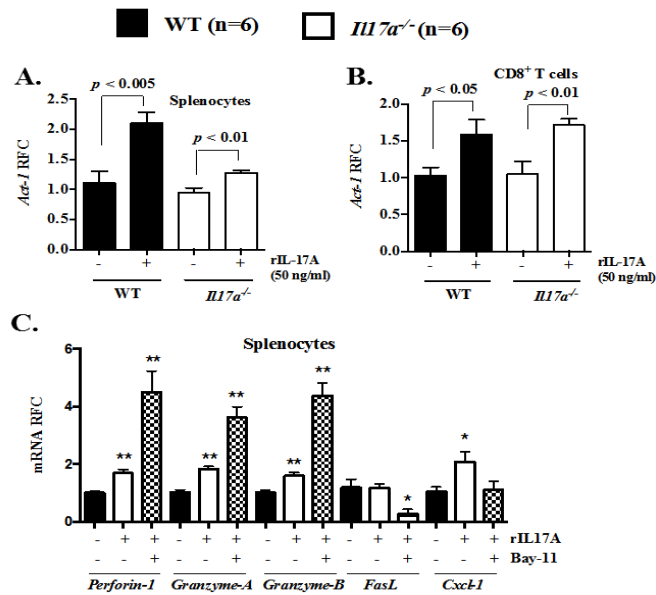 WT (n=6) Il17a-/- (n=6)
A.
p < 0.005
Splenocytes
p < 0.01
Act-1 RFC
2.5
2.0
1.5
1.0
0.5
0.0
- + - + rIL-17A
(50 ng/ml)
WT Il17a-/-
B.
CD8+ T cells
p < 0.05 p < 0.01
Act-1 RFC
2.0
1.5
1.0
0.5
0.0
- + - + rIL-17A
(50 ng/ml)
WT Il17a-/-
C.
Splenocytes
mRNA RFC
6
4
2
0
** ** ** ** ** ** * *
- + + - + + - + + - + + - + + rIL17A
- - + - - + - - + - - + - - + Bay-11
Perforin-1 Granzyme-A Granzyme-B FasL Cxcl-1